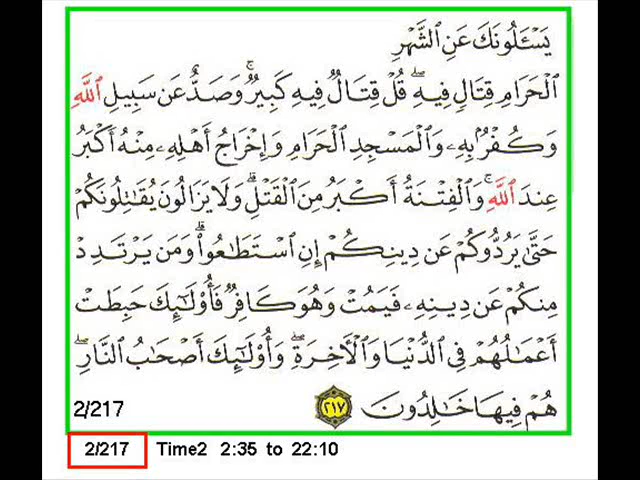 يَسْـَٔلُونَكَ عَنِ ٱلشَّهْرِ
ٱلْحَرَامِ قِتَالٍ فِيهِ ۖ قُلْ قِتَالٌ فِيهِ كَبِيرٌ ۚ وَصَدٌّ عَن سَبِيلِ ٱللَّهِ
وَكُفْرٌۢ بِهِۦ وَٱلْمَسْجِدِ ٱلْحَرَامِ وَإِخْرَاجُ أَهْلِهِۦ مِنْهُ أَكْبَرُ
عِندَ ٱللَّهِ ۚ وَٱلْفِتْنَةُ أَكْبَرُ مِنَ ٱلْقَتْلِ ۗ وَلَا يَزَالُونَ يُقَـٰتِلُونَكُمْ
حَتَّىٰ يَرُدُّوكُمْ عَن دِينِكُمْ إِنِ ٱسْتَطَـٰعُوا۟ ۚ وَمَن يَرْتَدِدْ
مِنكُمْ عَن دِينِهِۦ فَيَمُتْ وَهُوَ كَافِرٌ فَأُو۟لَـٰٓئِكَ حَبِطَتْ
أَعْمَـٰلُهُمْ فِى ٱلدُّنْيَا وَٱلْـَٔاخِرَةِ ۖ وَأُو۟لَـٰٓئِكَ أَصْحَـٰبُ ٱلنَّارِ ۖ
هُمْ فِيهَا خَـٰلِدُونَ ٢١٧
2/217
2/217 Time2 2:35 to 22:10